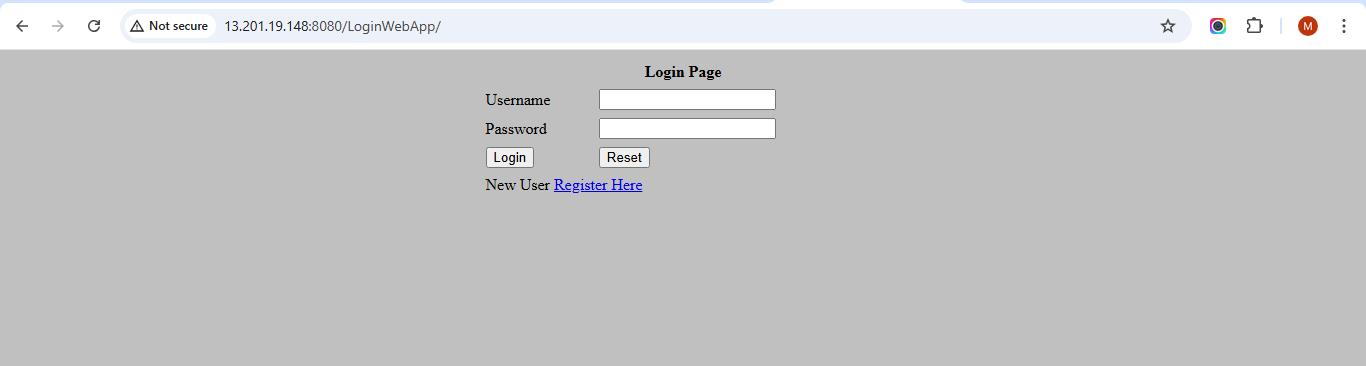 Not secure 13.201.19.148:8080/LoginWebApp/ M
Login Page
Username
Password
Login Reset
New User Register Here